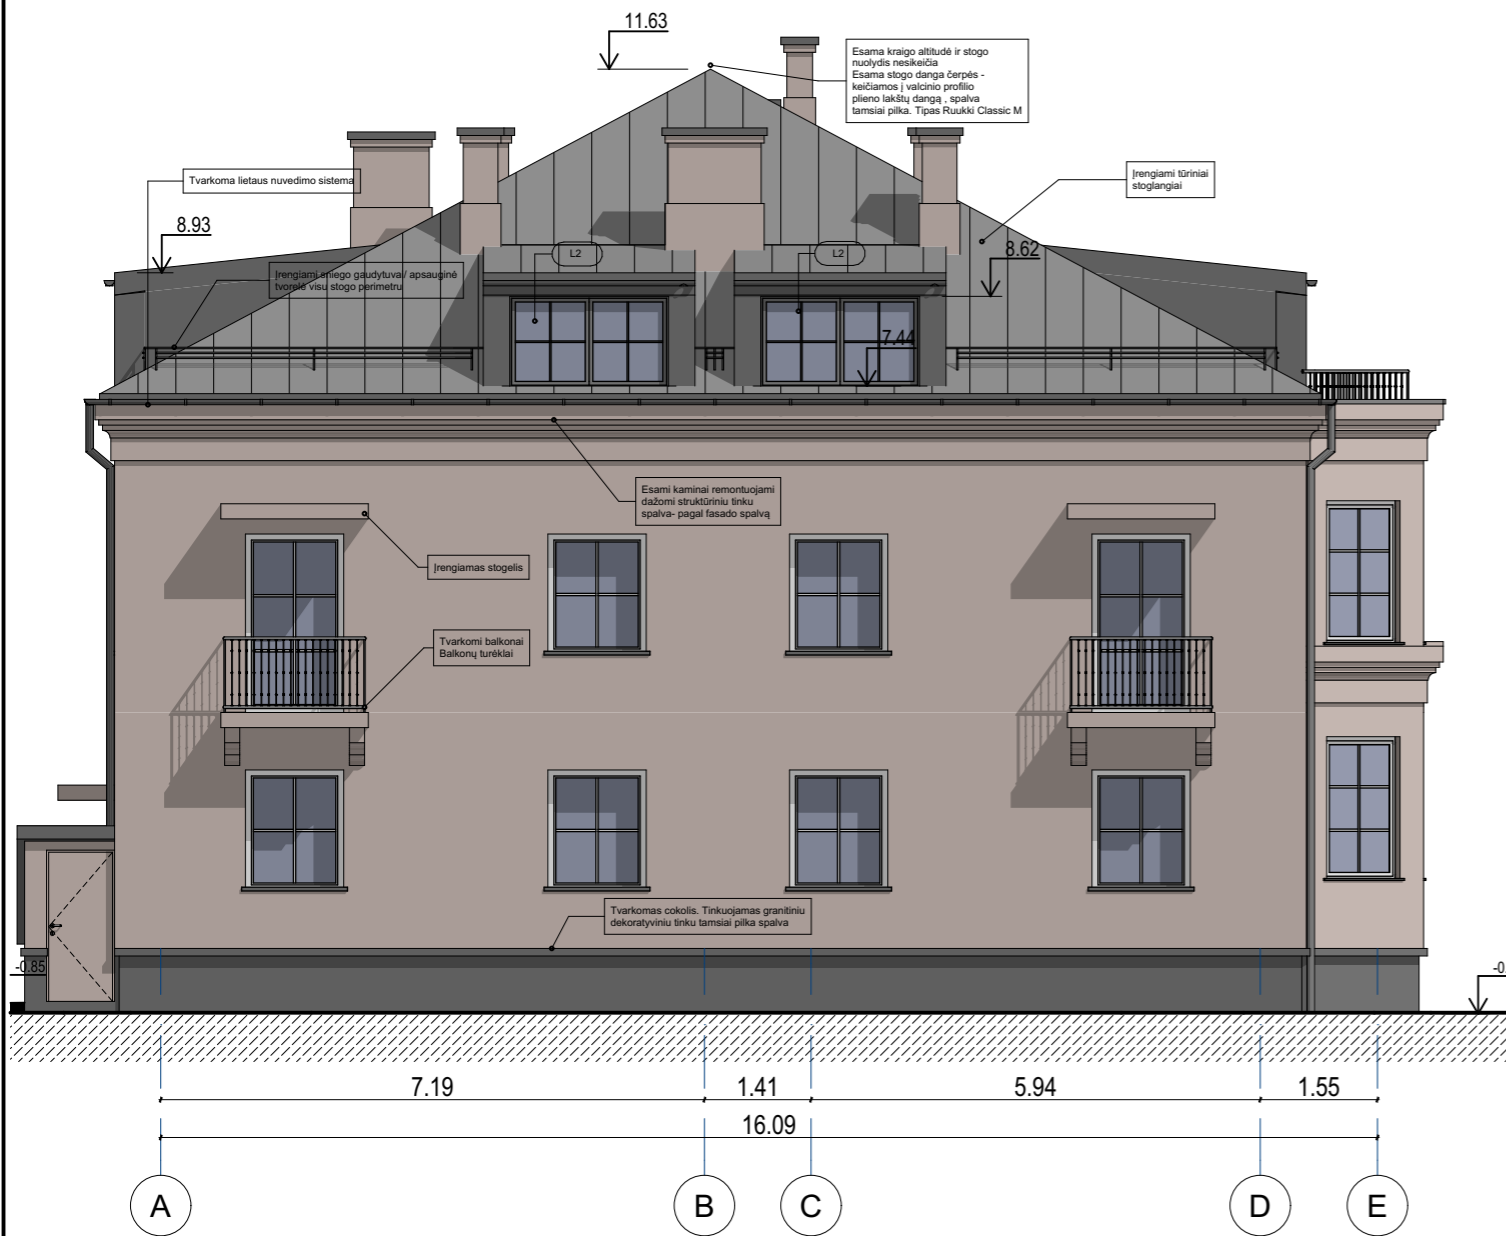 11.63
Esama kraigo altitudė ir stogo
nuolydis nesikeičia
Esama stogo danga čerpės -
keičiamos į valcinio profilio
plieno lakštų dangą , spalva
tamsiai pilka. Tipas Ruukki Classic M
Tvarkoma lietaus nuvedimo sistema
Įrengiami tūriniai
stoglangiai
8.93
L2
L2
8.62
Įrengiami sniego gaudytuva/ apsauginė
tvorelė visu stogo perimetru
7.44
Esami kaminai remontuojami
dažomi struktūriniu tinku
spalva- pagal fasado spalvą
Įrengiamas stogelis
Tvarkomi balkonai
Balkonų turėklai
Tvarkomas cokolis. Tinkuojamas granitiniu
dekoratyviniu tinku tamsiai pilka spalva
-0.85
-0.
7.19
1.41
5.94
1.55
16.09
A
B
C
D
E